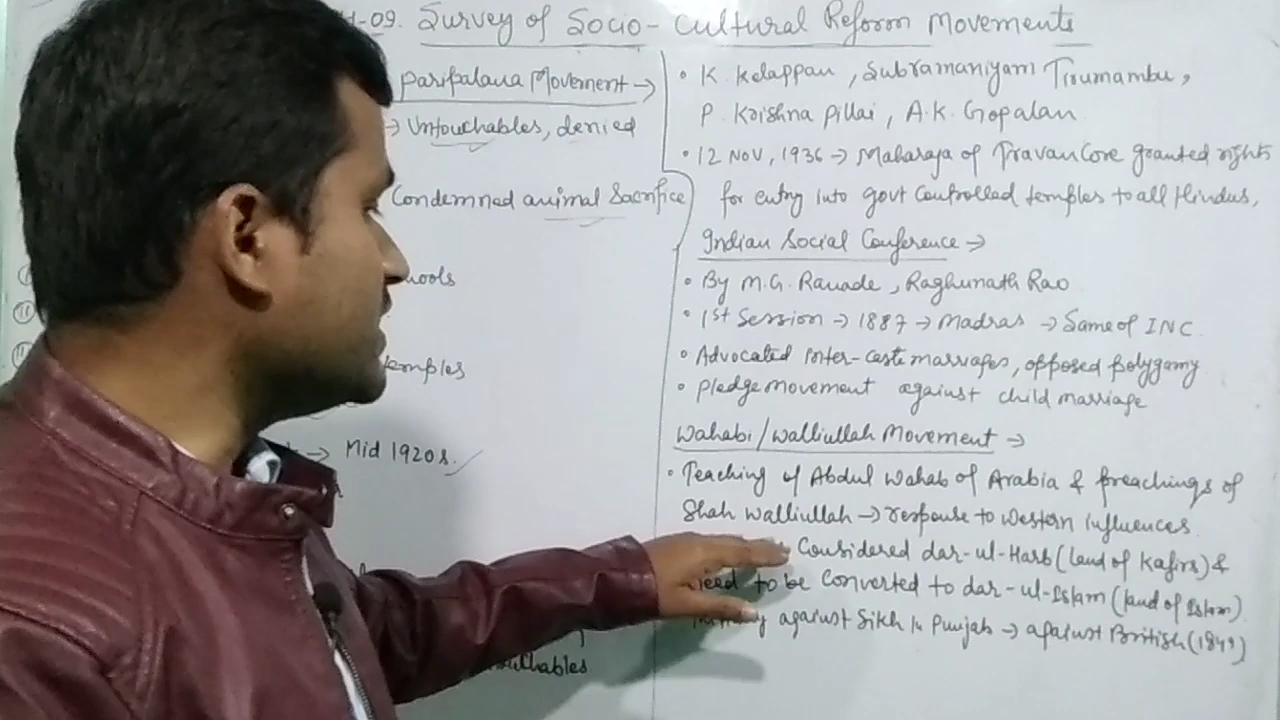 -09. Survey of Socio-Cultural Reform Movements
Paripalana Movement →
→ Untouchables, denied
Condemned animal Sacrifice
hools
temples
→ Mid 1920s.
uchables
• K. Kelappan, Subramaniyam Tirumambu,
P. Krishna Pillai, A.K. Gopalan
• 12 Nov, 1936 → Maharaja of Travancore granted rights
for entry into govt controlled temples to all Hindus,
Indian Social Conference →
• By M.G. Ranade, Raghunath Rao
• 1st Session → 1887 → Madras → Same of INC.
• Advocated inter-caste marriages, opposed polygamy
• pledge movement against child marriage
Wahabi/Walliullah Movement →
• Teaching of Abdul Wahab of Arabia & preachings of
Shah Walliullah → response to Western influences
Considered dar-ul-Harb (land of Kafirs) &
need to be converted to dar-ul-Islam (land of Islam)
against Sikh in Punjab → against British (1849)